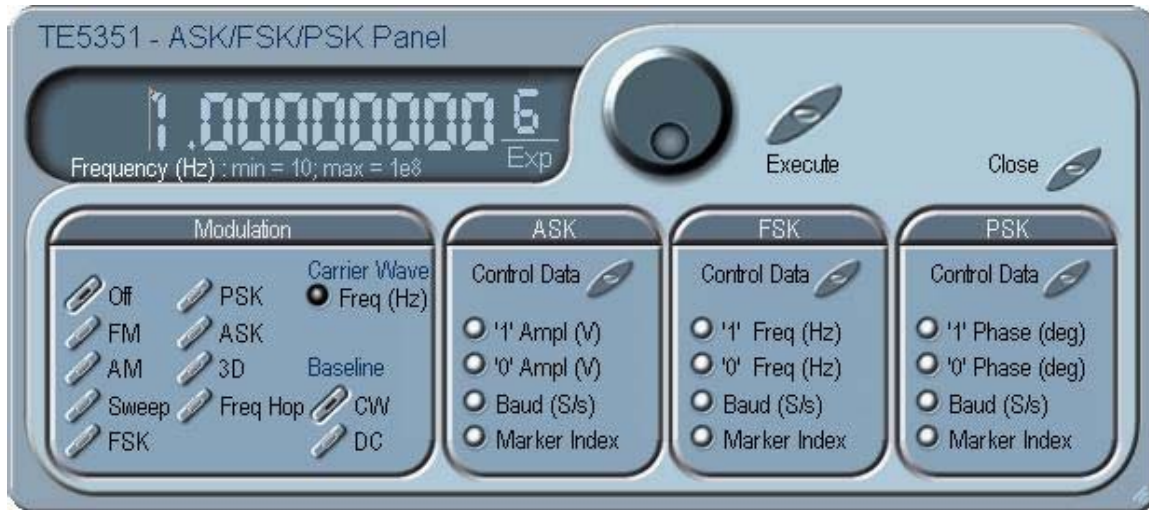 TE5351 - ASK/FSK/PSK Panel
1.00000000 6
Exp
Frequency (Hz) : min = 10; max = 1e8
Execute
Close
Modulation
Off
FM
AM
Sweep
FSK
PSK
ASK
3D
Freq Hop
Carrier Wave
Freq (Hz)
Baseline
CW
DC
ASK
Control Data
'1' Ampl (V)
'0' Ampl (V)
Baud (S/s)
Marker Index
FSK
Control Data
'1' Freq (Hz)
'0' Freq (Hz)
Baud (S/s)
Marker Index
PSK
Control Data
'1' Phase (deg)
'0' Phase (deg)
Baud (S/s)
Marker Index